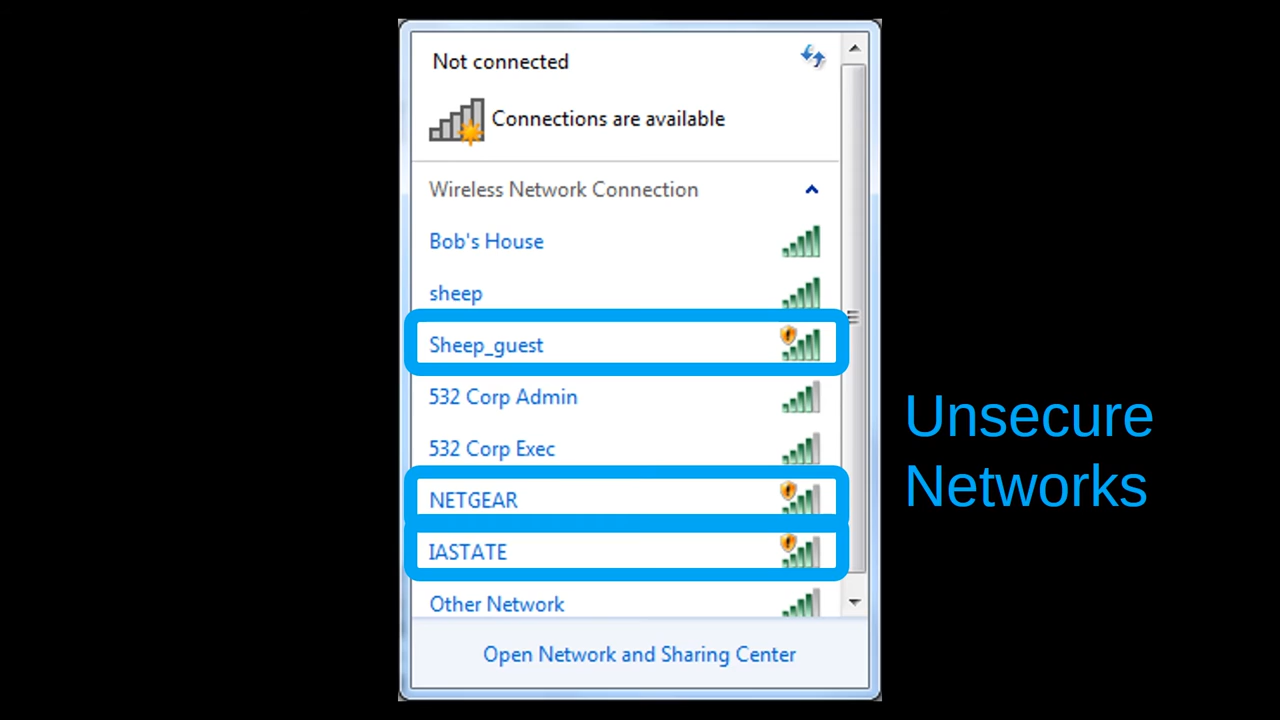 Not connected
Connections are available
Wireless Network Connection
Bob's House
sheep
Sheep_guest
532 Corp Admin
532 Corp Exec
NETGEAR
IASTATE
Other Network
Open Network and Sharing Center
Unsecure
Networks